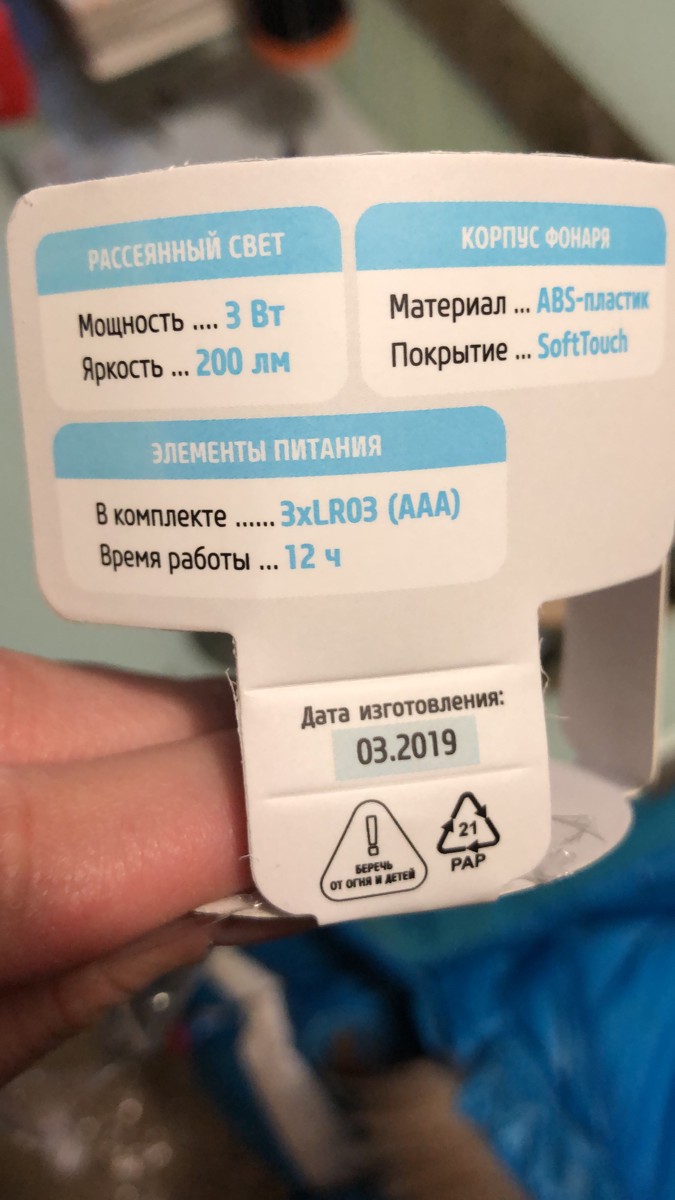 РАССЕЯННЫЙ СВЕТ
Мощность .... 3 Вт
Яркость ... 200 лм
КОРПУС ФОНАРЯ
Материал ... ABS-пластик
Покрытие ... SoftTouch
ЭЛЕМЕНТЫ ПИТАНИЯ
В комплекте ...... 3xLR03 (AAA)
Время работы ... 12 ч
Дата изготовления:
03.2019
БЕРЕЧЬ
ОТ ОГНЯ И ДЕТЕЙ
21
PAP